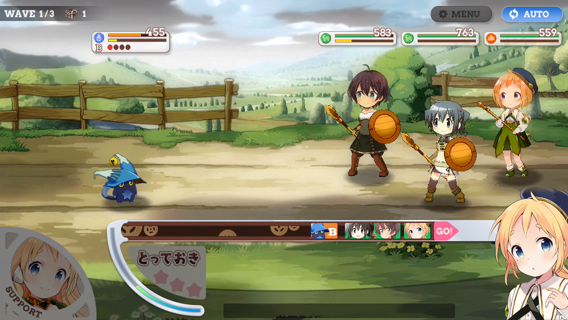 WAVE 1/3
1
MENU
AUTO
455
583
763
559
B
B
GO!
とっておき
SUPPORT